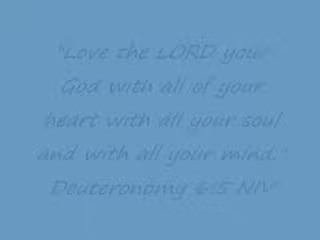 "Love the LORD your
God with all of your
heart with all your soul
and with all your mind."
Deuteronomy 6:5 NIV